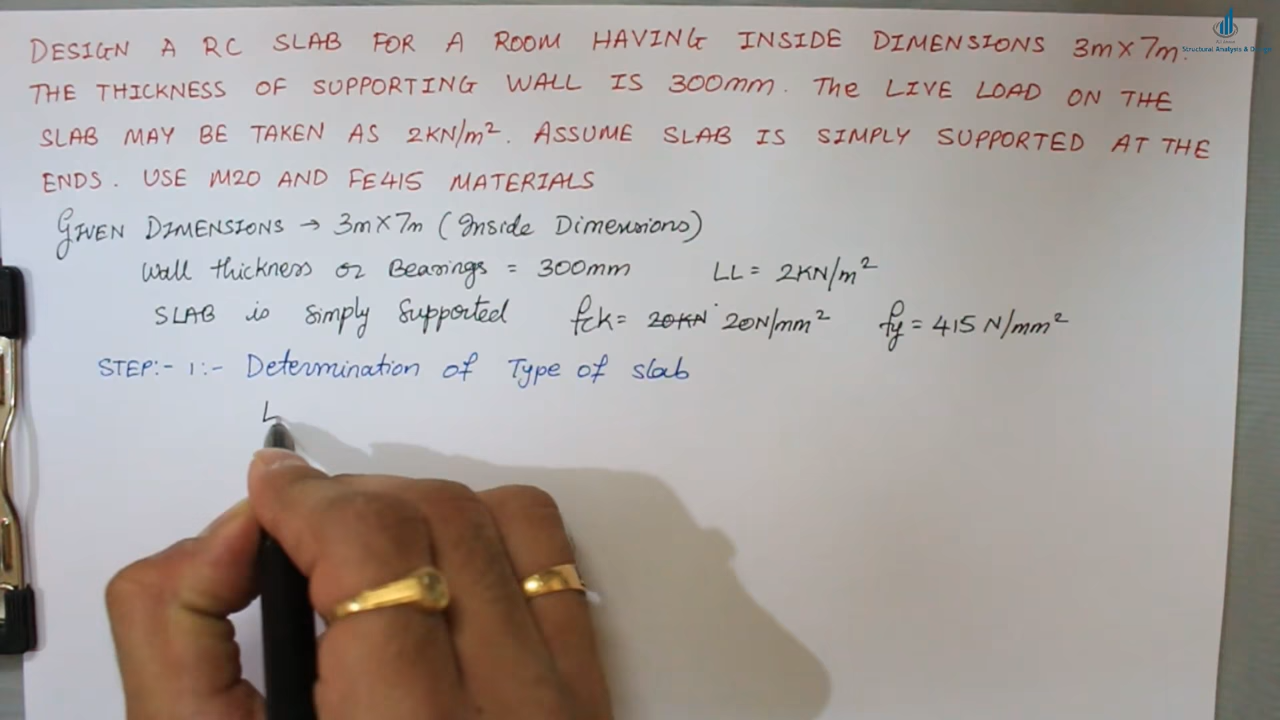 DESIGN A RC SLAB FOR A ROOM HAVING INSIDE DIMENSIONS 3m×7m.
THE THICKNESS OF SUPPORTING WALL IS 300mm. The LIVE LOAD ON THE
SLAB MAY BE TAKEN AS 2KN/m². ASSUME SLAB IS SIMPLY SUPPORTED AT THE
ENDS. USE M20 AND FE415 MATERIALS
GIVEN DIMENSIONS → 3m×7m (Inside Dimensions)
Wall thickness or Bearings = 300mm LL = 2KN/m²
SLAB is Simply Supported fck = 20KN 20N/mm² fy = 415 N/mm²
STEP:- 1:- Determination of Type of slab
L
Structural Analysis & Design